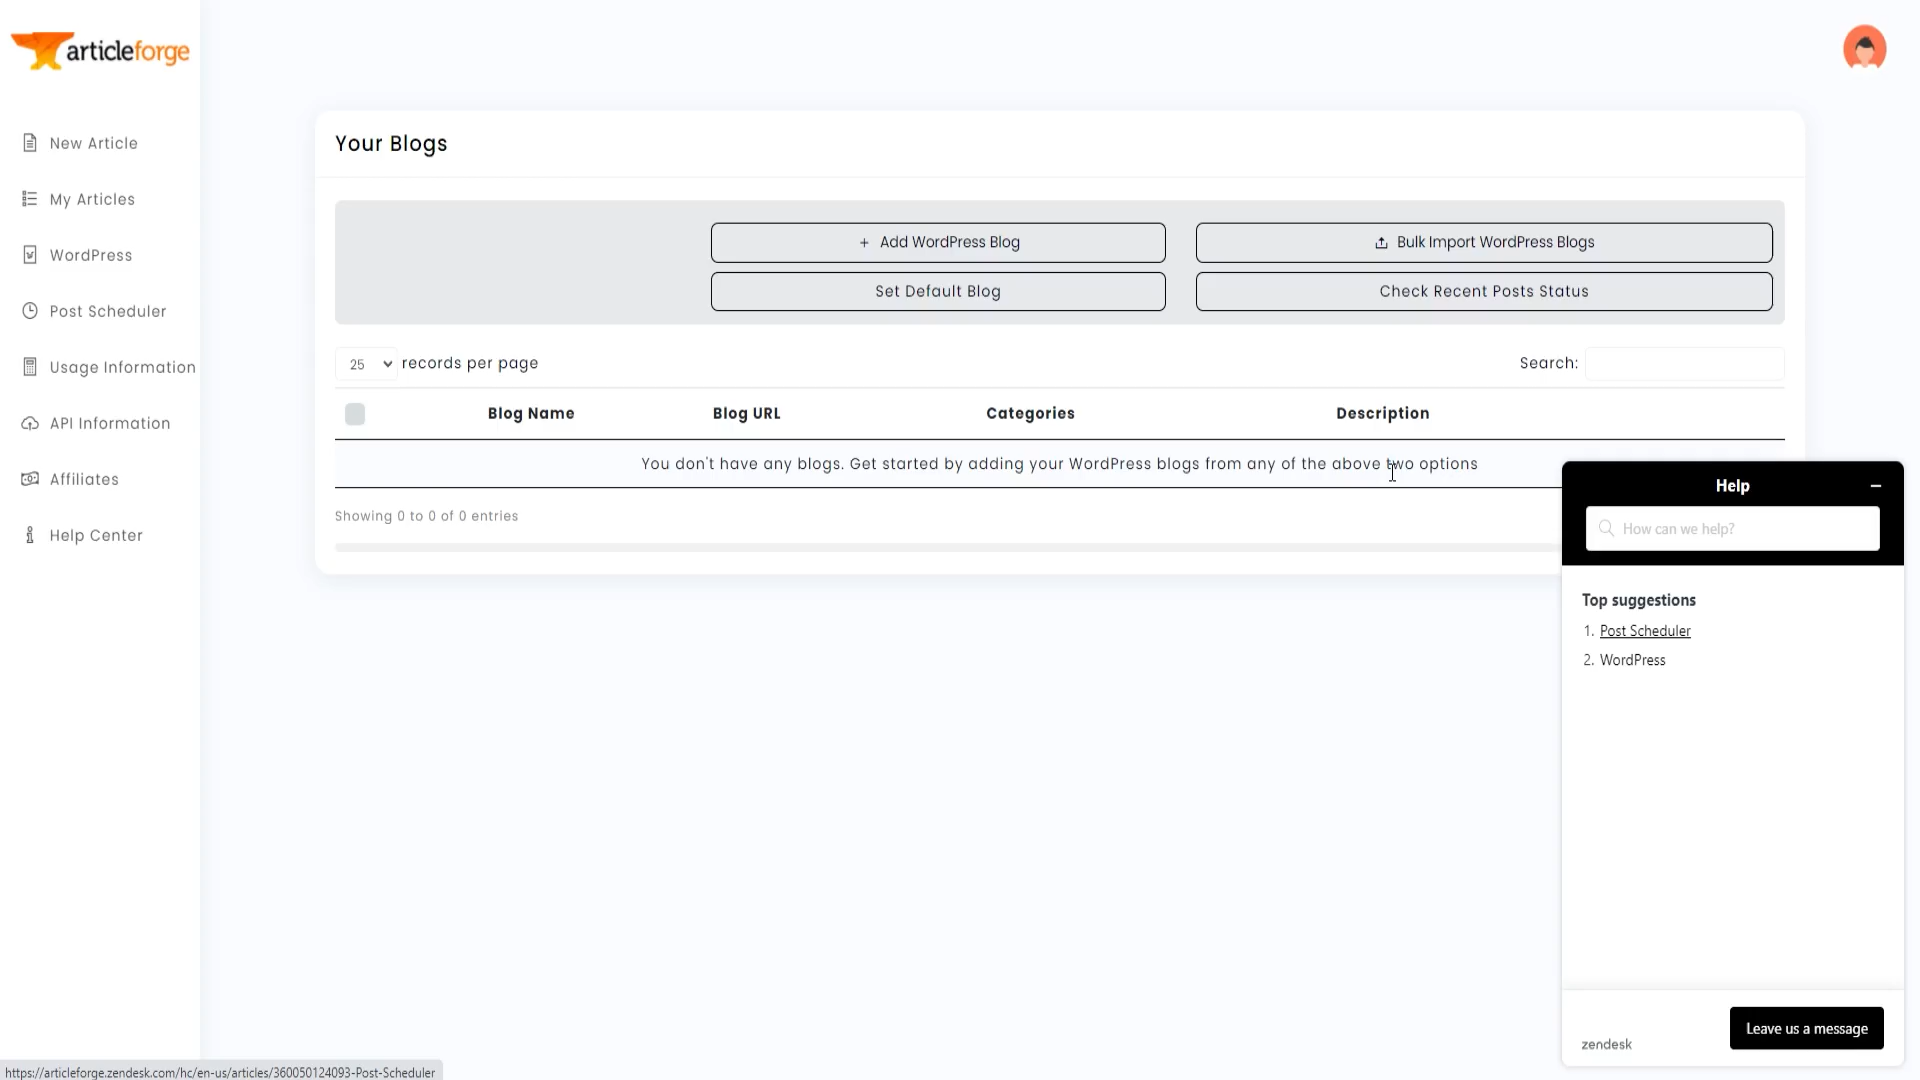 articleforge
New Article
My Articles
WordPress
Post Scheduler
Usage Information
API Information
Affiliates
Help Center
Your Blogs
+ Add WordPress Blog
Bulk Import WordPress Blogs
Set Default Blog
Check Recent Posts Status
25 records per page
Search:
Blog Name Blog URL Categories Description
You don't have any blogs. Get started by adding your WordPress blogs from any of the above two options
Showing 0 to 0 of 0 entries
Help
How can we help?
Top suggestions
1. Post Scheduler
2. WordPress
zendesk
Leave us a message
https://articleforge.zendesk.com/hc/en-us/articles/360050124093-Post-Scheduler